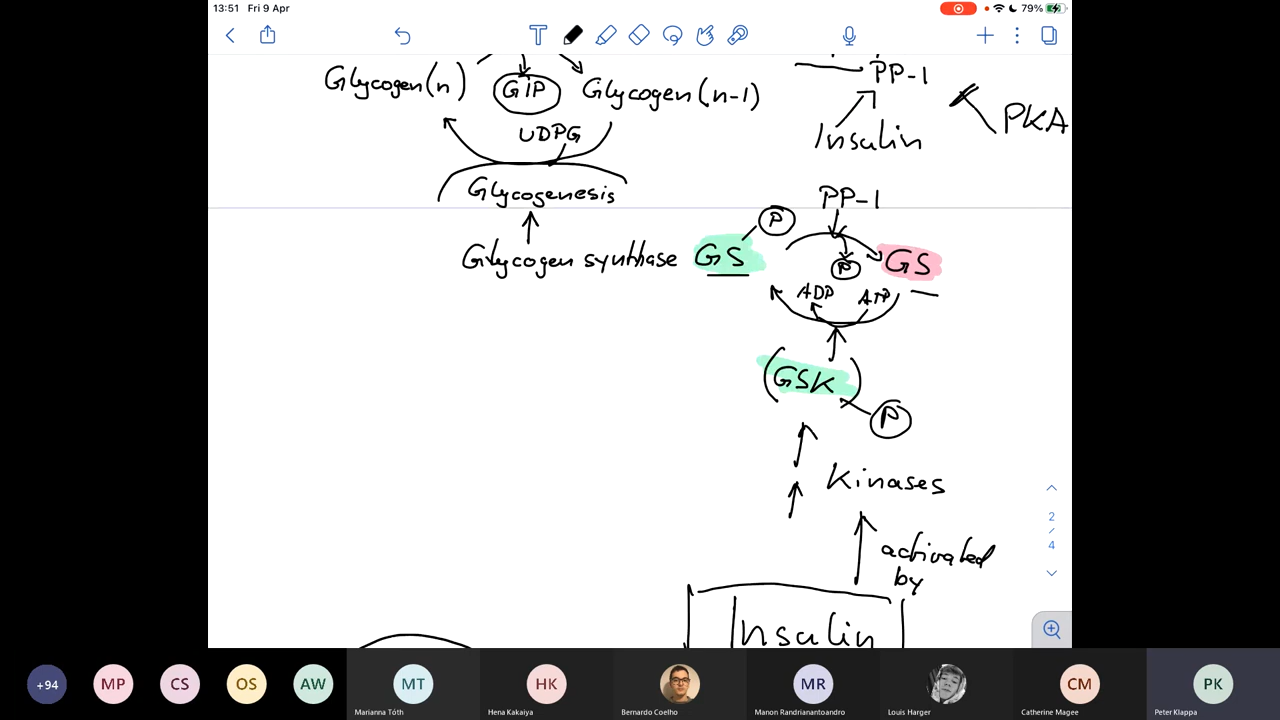 13:51 Fri 9 Apr
79%
Glycogen(n)
G1P
Glycogen(n-1)
PP-1
UDPG
Insulin
PKA
Glycogenesis
PP-1
P
Glycogen synthase
GS
P
GS
ADP
ATP
(GSK)
P
Kinases
activated
by
Insulin
2
/
4
+94
MP
CS
OS
AW
MT
HK
MR
CM
PK
Marianna Tóth
Hena Kakaiya
Bernardo Coelho
Manon Randrianantoandro
Louis Harger
Catherine Magee
Peter Klappa